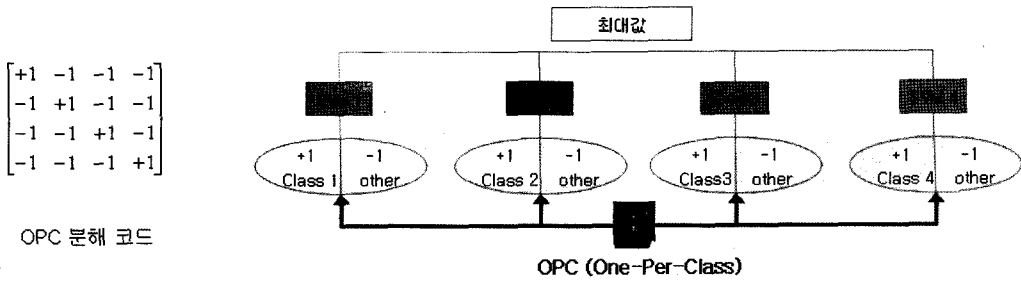 최대값
+1 -1 -1 -1
-1 +1 -1 -1
-1 -1 +1 -1
-1 -1 -1 +1
OPC 분해 코드
+1 -1
Class 1 other
+1 -1
Class 2 other
+1 -1
Class3 other
+1 -1
Class 4 other
OPC (One-Per-Class)